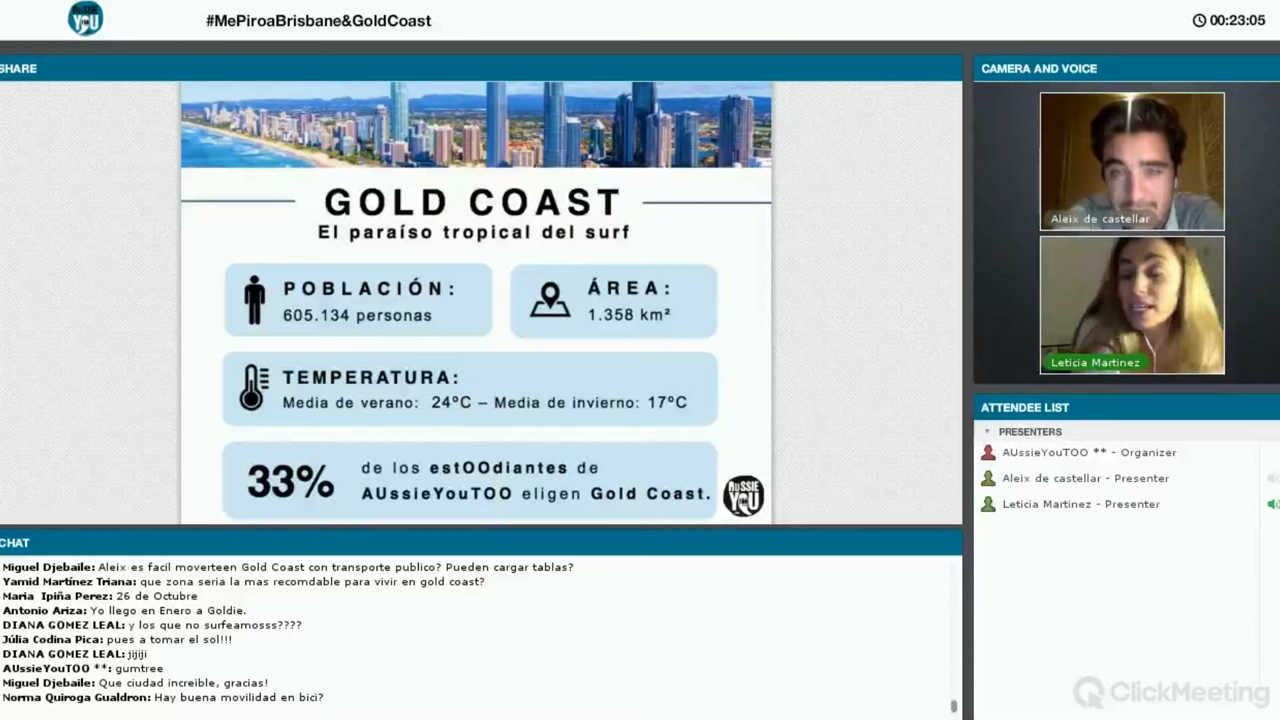 AUSSIE
YOU
#MePiroaBrisbane&GoldCoast
00:23:05
SHARE
CAMERA AND VOICE
GOLD COAST
El paraíso tropical del surf
POBLACIÓN:
605.134 personas
ÁREA:
1.358 km²
TEMPERATURA:
Media de verano: 24ºC – Media de invierno: 17ºC
33%
de los estOOdiantes de
AUssieYouTOO eligen Gold Coast.
AUSSIE
YOU
Aleix de castellar
Leticia Martinez
ATTENDEE LIST
PRESENTERS
AUssieYouTOO ** - Organizer
Aleix de castellar - Presenter
Leticia Martinez - Presenter
CHAT
Miguel Djebaile: Aleix es facil moverteen Gold Coast con transporte publico? Pueden cargar tablas?
Yamid Martínez Triana: que zona seria la mas recomdable para vivir en gold coast?
Maria Ipiña Perez: 26 de Octubre
Antonio Ariza: Yo llego en Enero a Goldie.
DIANA GOMEZ LEAL: y los que no surfeamosss????
Júlia Codina Pica: pues a tomar el sol!!!
DIANA GOMEZ LEAL: jijiji
AUssieYouTOO **: gumtree
Miguel Djebaile: Que ciudad increible, gracias!
Norma Quiroga Gualdron: Hay buena movilidad en bici?
ClickMeeting